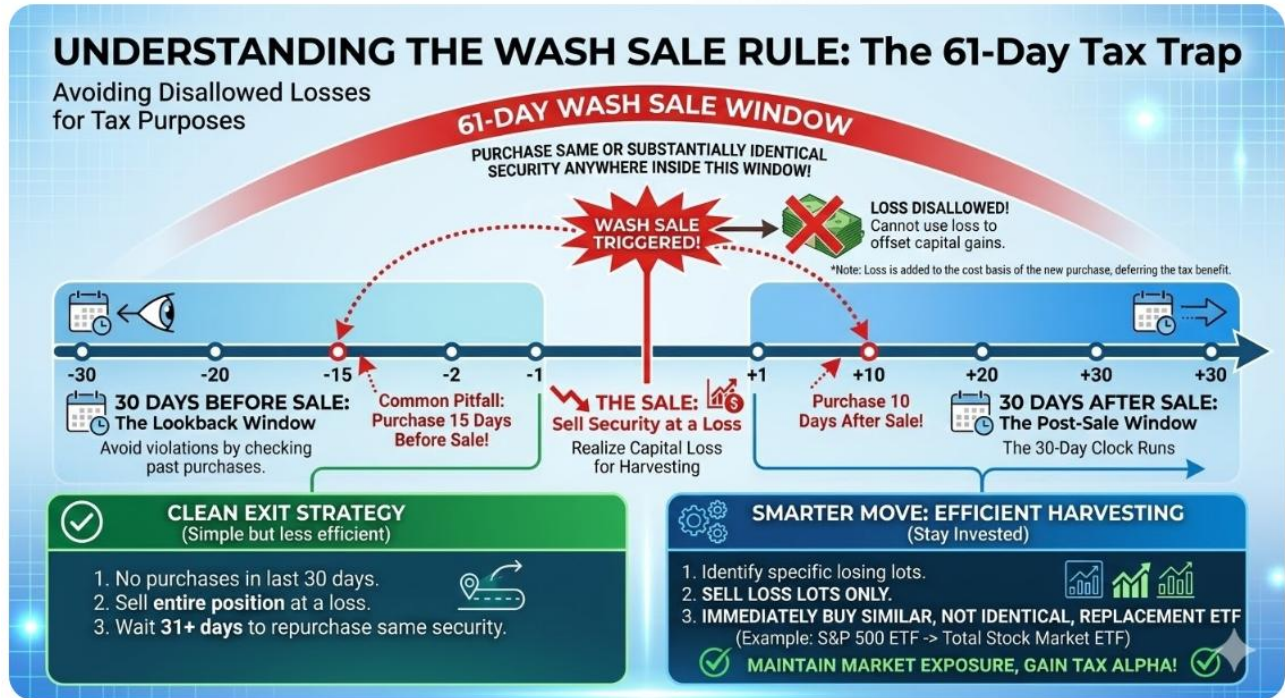 UNDERSTANDING THE WASH SALE RULE: The 61-Day Tax Trap
Avoiding Disallowed Losses
for Tax Purposes
61-DAY WASH SALE WINDOW
PURCHASE SAME OR SUBSTANTIALLY IDENTICAL
SECURITY ANYWHERE INSIDE THIS WINDOW!
WASH SALE
TRIGGERED!
LOSS DISALLOWED!
Cannot use loss to
offset capital gains.
*Note: Loss is added to the cost basis of the new purchase, deferring the tax benefit.
-30 -20 -15 -2 -1 +1 +10 +20 +30 +30
30 DAYS BEFORE SALE:
The Lookback Window
Avoid violations by checking
past purchases.
Common Pitfall:
Purchase 15 Days
Before Sale!
THE SALE:
$
Sell Security at a Loss
Realize Capital Loss
for Harvesting
Purchase 10
Days After Sale!
30 DAYS AFTER SALE:
The Post-Sale Window
The 30-Day Clock Runs
CLEAN EXIT STRATEGY
(Simple but less efficient)
1. No purchases in last 30 days.
2. Sell entire position at a loss.
3. Wait 31+ days to repurchase same security.
SMARTER MOVE: EFFICIENT HARVESTING
(Stay Invested)
1. Identify specific losing lots.
2. SELL LOSS LOTS ONLY.
3. IMMEDIATELY BUY SIMILAR, NOT IDENTICAL, REPLACEMENT ETF
(Example: S&P 500 ETF -> Total Stock Market ETF)
MAINTAIN MARKET EXPOSURE, GAIN TAX ALPHA!